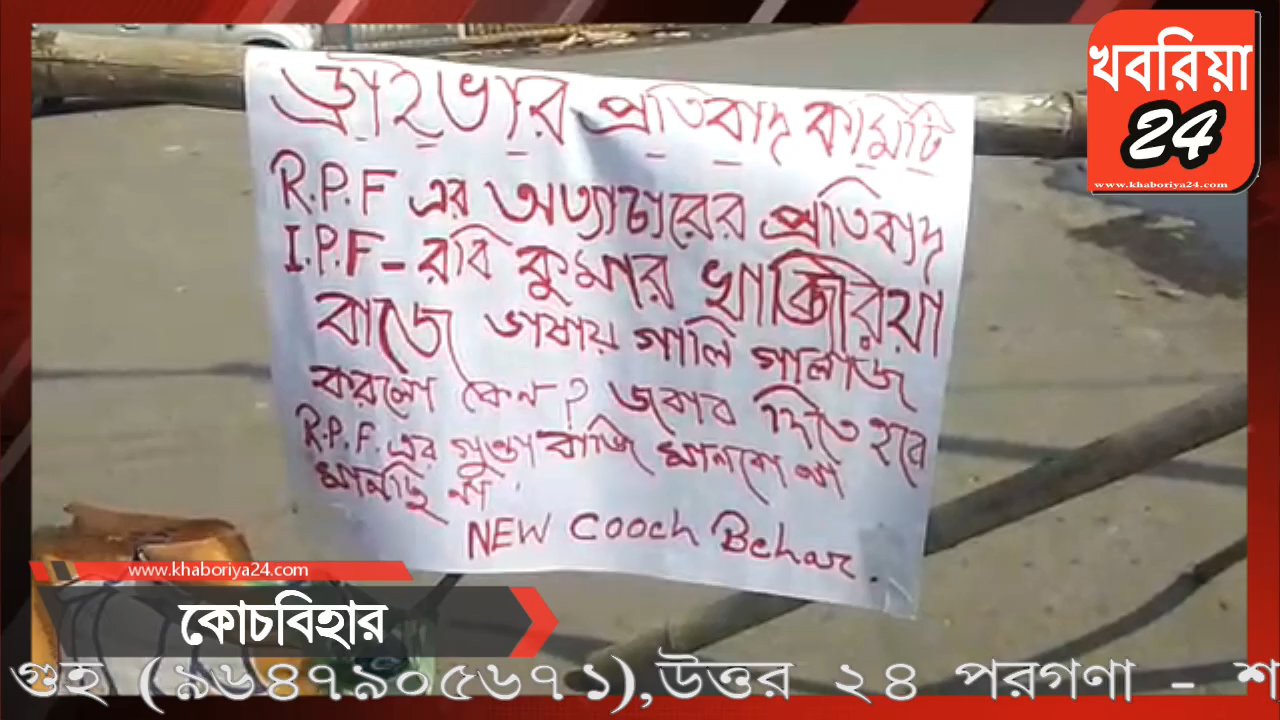 খবরিয়া
24
www.khaboriya24.com
ড্রাইভার প্রতিবাদ কমিটি
R.P.F এর অত্যাচারের প্রতিবাদ
I.P.F - রবি কুমার খাজিরিয়া
বাজে ভাষায় গালি গালাজ
করলো কেন? জবাব দিতে হবে
R.P.F. এর গুন্ডা বাজি মানবো না
মানছি না
NEW Cooch Behar
www.khaboriya24.com
কোচবিহার
গুহ (৯৬৪৭৯০৫৬৭১),উত্তর ২৪ পরগণা - শ